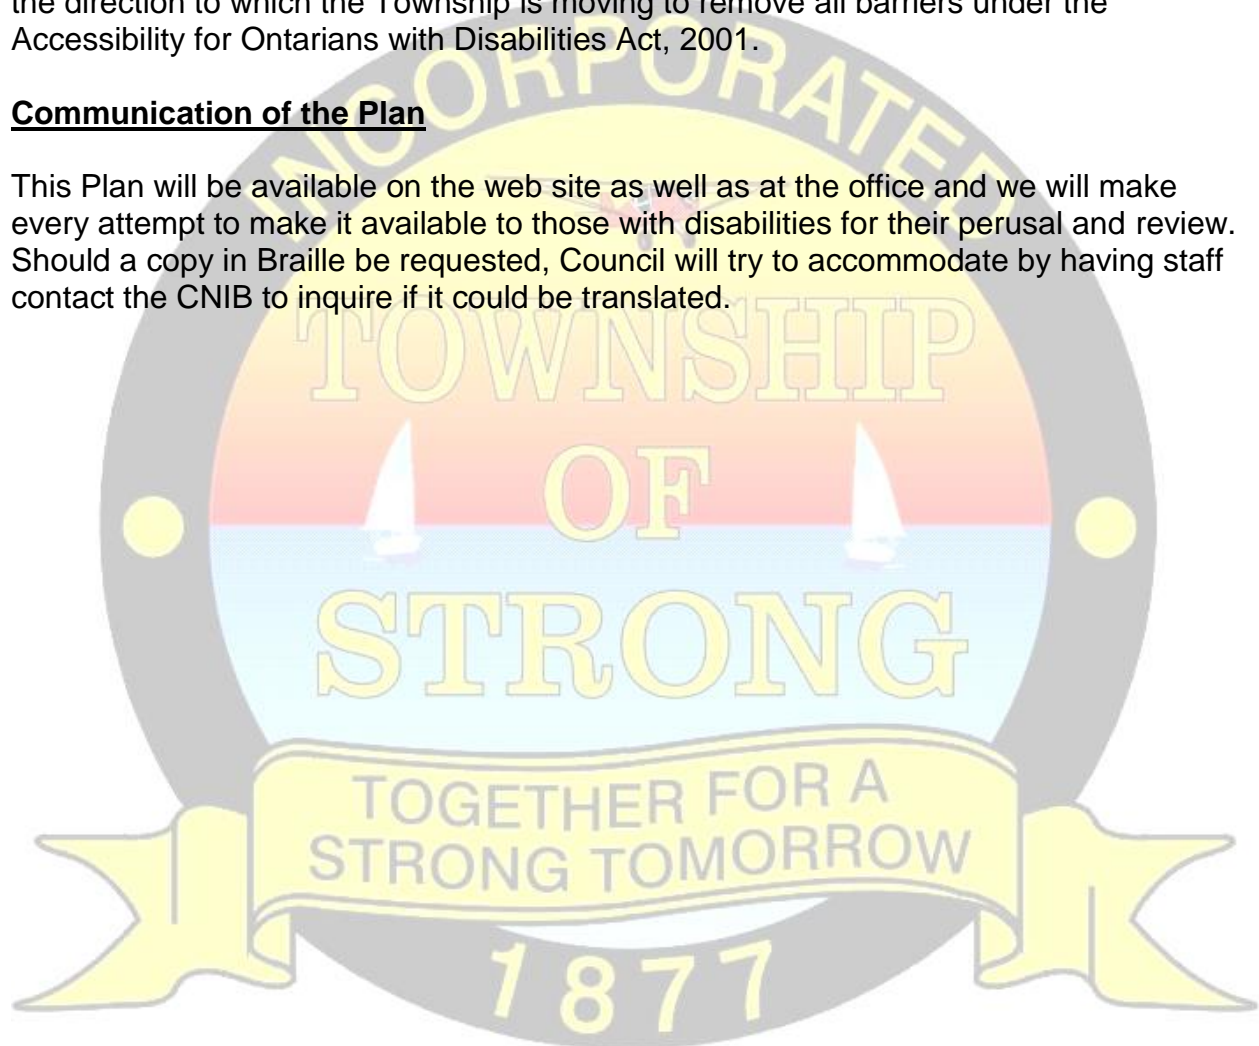 the direction to which the Township is moving to remove all barriers under the
Accessibility for Ontarians with Disabilities Act, 2001.
Communication of the Plan
This Plan will be available on the web site as well as at the office and we will make
every attempt to make it available to those with disabilities for their perusal and review.
Should a copy in Braille be requested, Council will try to accommodate by having staff
contact the CNIB to inquire if it could be translated.
INCORPORATED
TOWNSHIP
OF
STRONG
TOGETHER FOR A
STRONG TOMORROW
1877